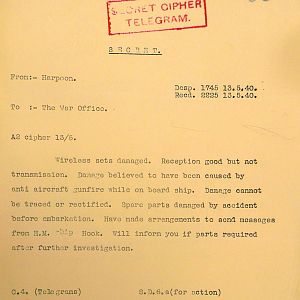 SECRET CIPHER
TELEGRAM.
S E C R E T.
From:- Harpoon.
Desp. 1745 13.5.40.
Recd. 2225 13.5.40.
To :- The War Office.
A2 cipher 13/5.
Wireless sets damaged. Reception good but not
transmission. Damage believed to have been caused by
anti aircraft gunfire while on board ship. Damage cannot
be traced or rectified. Spare parts damaged by accident
before embarkation. Have made arrangements to send messages
from H.M. ship Hook. Will inform you if parts required
after further investigation.
C.4. (Telegrams)
S.D.6.a(for action)